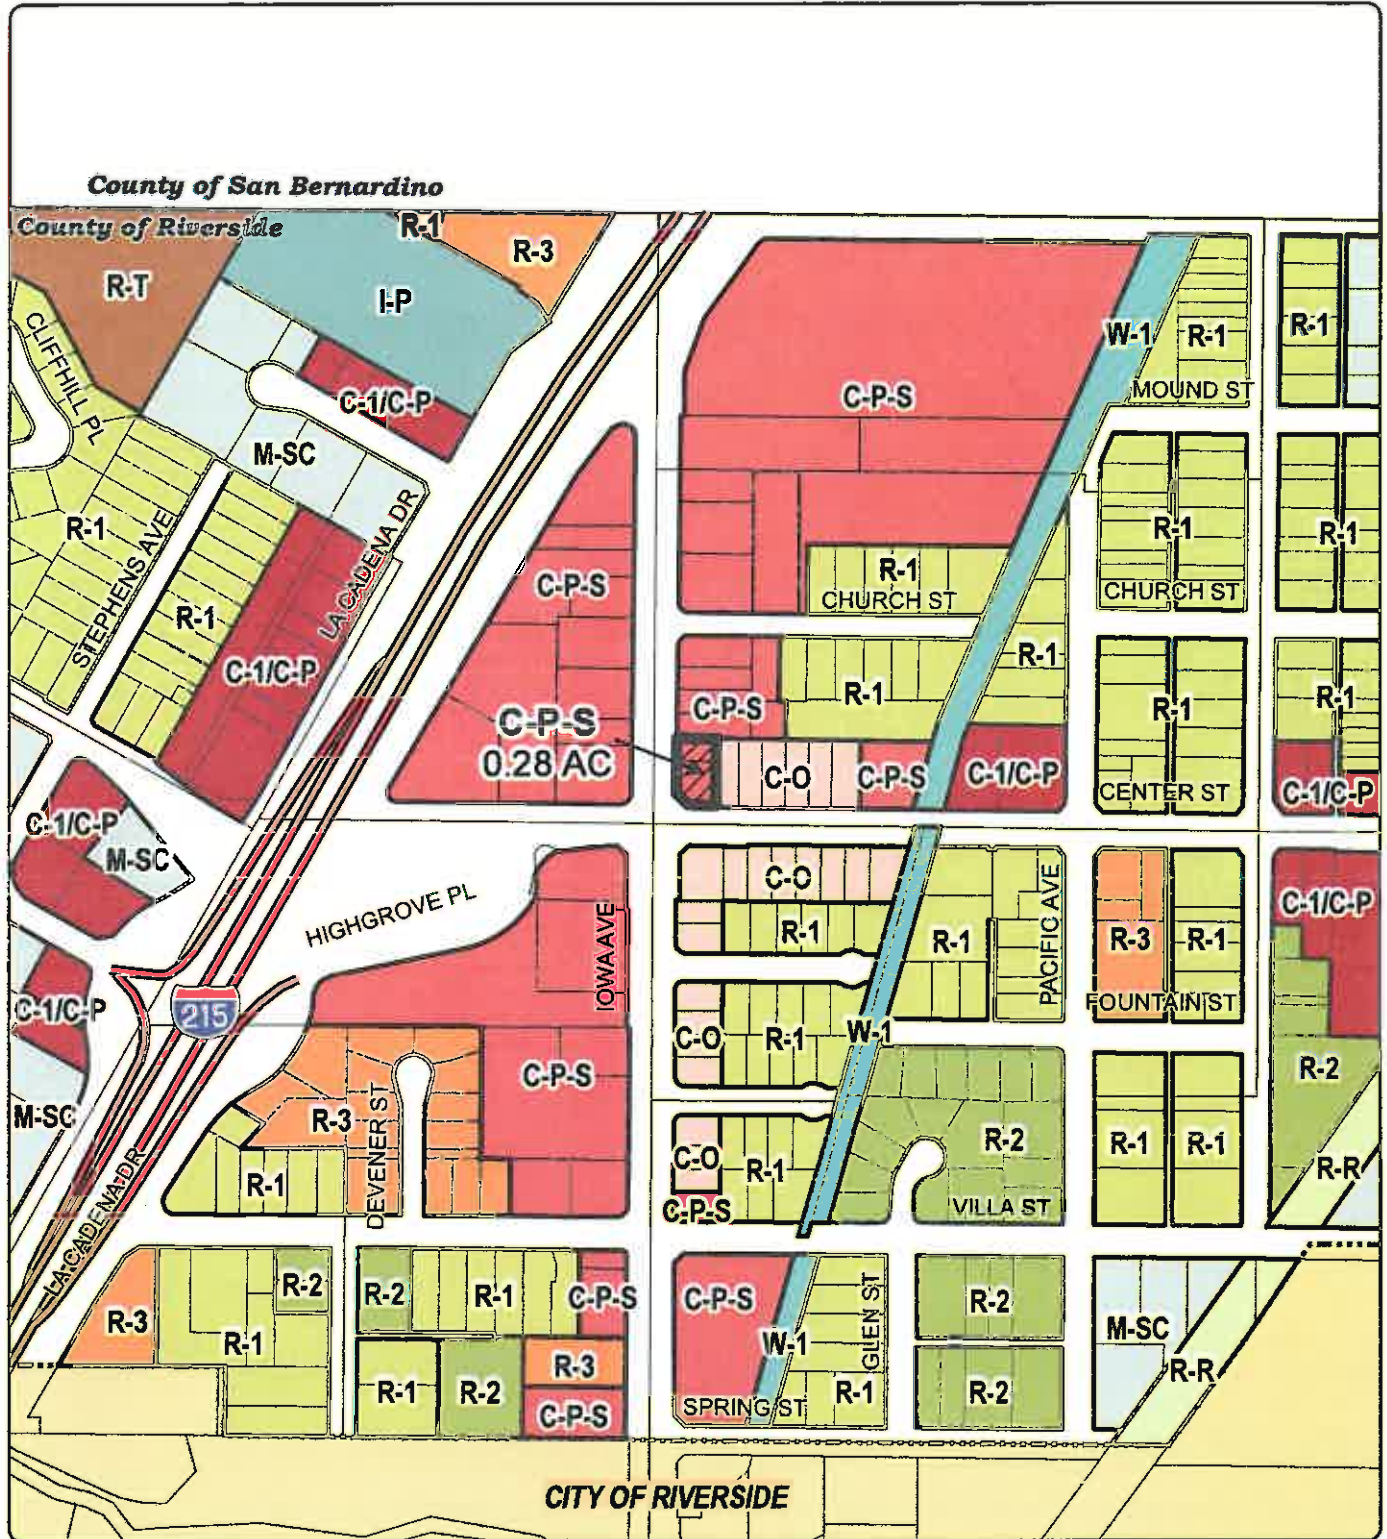 County of San Bernardino
County of Riverside
R-1
R-3
R-T
I-P
W-1
R-1
R-1
CLIFFHILL PL
C-1/C-P
C-P-S
MOUND ST
M-SC
R-1
STEPHENS AVE
LA CADENA DR
R-1
R-1
R-1
C-P-S
R-1
CHURCH ST
CHURCH ST
R-1
C-1/C-P
R-1
R-1
C-P-S
R-1
R-1
C-P-S
0.28 AC
C-O
C-P-S
C-1/C-P
CENTER ST
C-1/C-P
C-1/C-P
M-SC
C-O
HIGHGROVE PL
IOWA AVE
R-1
R-1
PACIFIC AVE
R-3
R-1
C-1/C-P
C-1/C-P
215
FOUNTAIN ST
C-O
R-1
W-1
C-P-S
R-2
M-SC
R-3
DEVENER ST
R-2
R-1
R-1
C-O
R-1
R-1
R-R
LA CADENA DR
C-P-S
VILLA ST
R-2
R-2
R-1
C-P-S
C-P-S
GLEN ST
R-2
R-3
R-1
W-1
M-SC
R-3
R-R
R-1
R-2
C-P-S
SPRING ST
R-1
R-2
CITY OF RIVERSIDE